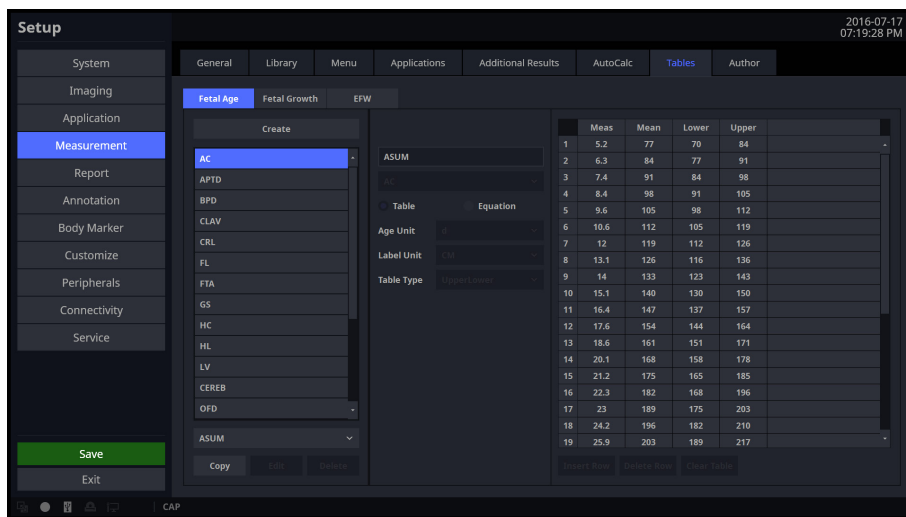 Setup
2016-07-17
07:19:28 PM
System
Imaging
Application
Measurement
Report
Annotation
Body Marker
Customize
Peripherals
Connectivity
Service
Save
Exit
General Library Menu Applications Additional Results AutoCalc Tables Author
Fetal Age Fetal Growth EFW
Create
AC
APTD
BPD
CLAV
CRL
FL
FTA
GS
HC
HL
LV
CEREB
OFD
ASUM
Copy Edit Delete
ASUM
AC
Table Equation
Age Unit d
Label Unit CM
Table Type UpperLower
Meas Mean Lower Upper
1 5.2 77 70 84
2 6.3 84 77 91
3 7.4 91 84 98
4 8.4 98 91 105
5 9.6 105 98 112
6 10.6 112 105 119
7 12 119 112 126
8 13.1 126 116 136
9 14 133 123 143
10 15.1 140 130 150
11 16.4 147 137 157
12 17.6 154 144 164
13 18.6 161 151 171
14 20.1 168 158 178
15 21.2 175 165 185
16 22.3 182 168 196
17 23 189 175 203
18 24.2 196 182 210
19 25.9 203 189 217
Insert Row Delete Row Clear Table
CAP